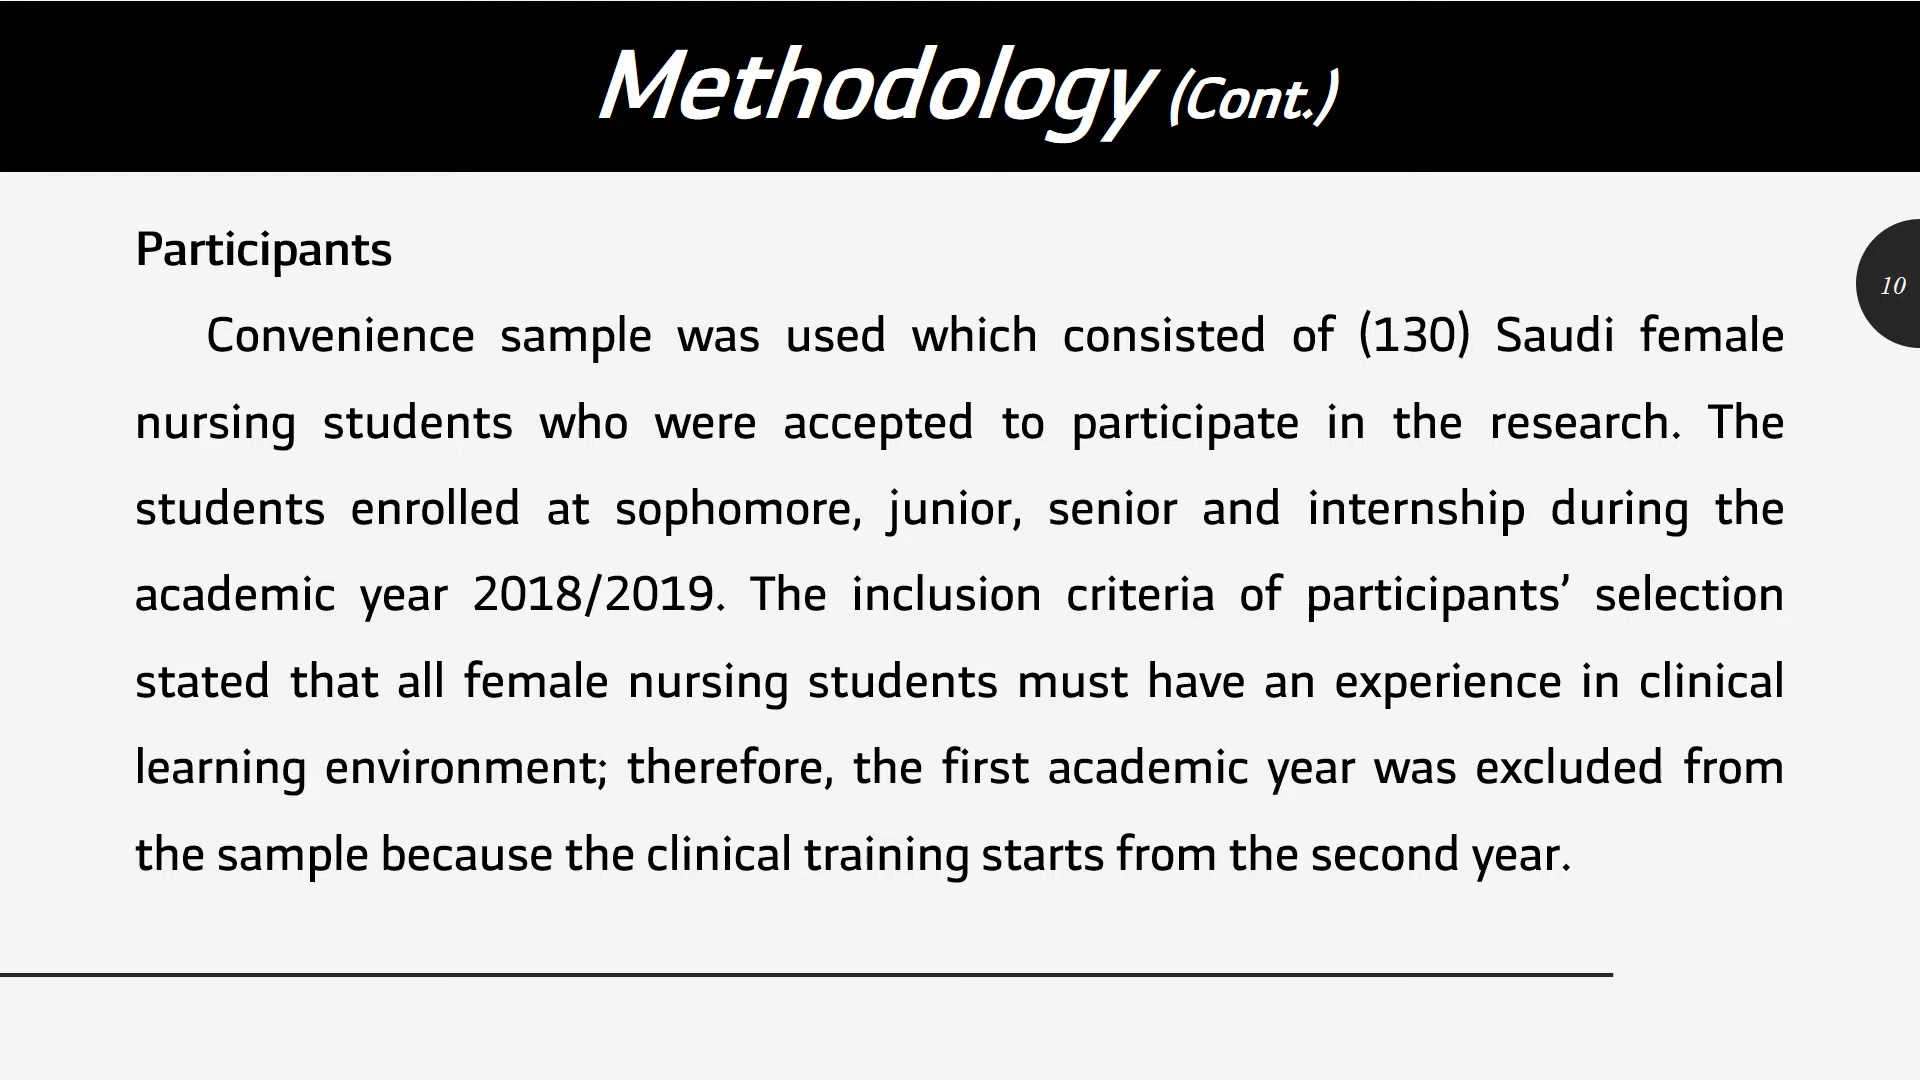 Methodology (Cont.)
Participants
10
Convenience sample was used which consisted of (130) Saudi female
nursing students who were accepted to participate in the research. The
students enrolled at sophomore, junior, senior and internship during the
academic year 2018/2019. The inclusion criteria of participants’ selection
stated that all female nursing students must have an experience in clinical
learning environment; therefore, the first academic year was excluded from
the sample because the clinical training starts from the second year.